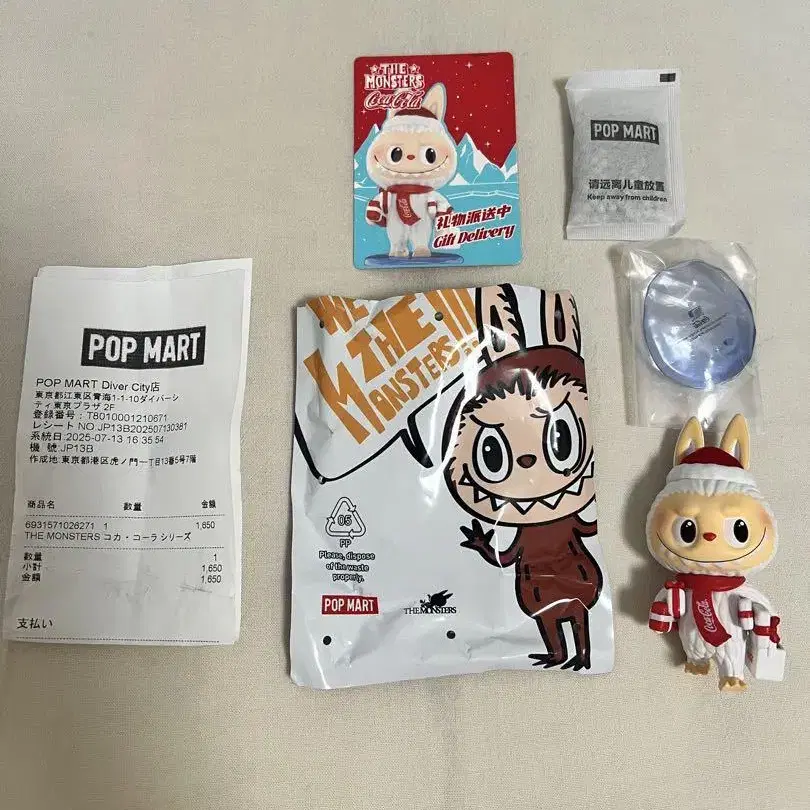 POP MART
POP MART Diver City店
東京都江東区青海1-1-10ダイバーシ
ティ東京プラザ 2F
登録番号：T8010001210671
レシート NO.JP13B202507130381
系統日:2025-07-13 16:35:54
機 號:JP13B
作成地:東京都港区虎ノ門一丁目13番5号7階
商品名 数量 金額
6931571026271 1 1,650
THE MONSTERS コカ・コーラ シリーズ
数量 1
小計 1,650
金額 1,650
支払い
THE
MONSTERS
Coca-Cola
Coca-Cola
礼物派送中
Gift Delivery
POP MART
请远离儿童放置
Keep away from children
WE
THE
MONSTERS
05
PP
Please, dispose
of the waste
properly.
POP MART
THE MONSTERS
Coca-Cola